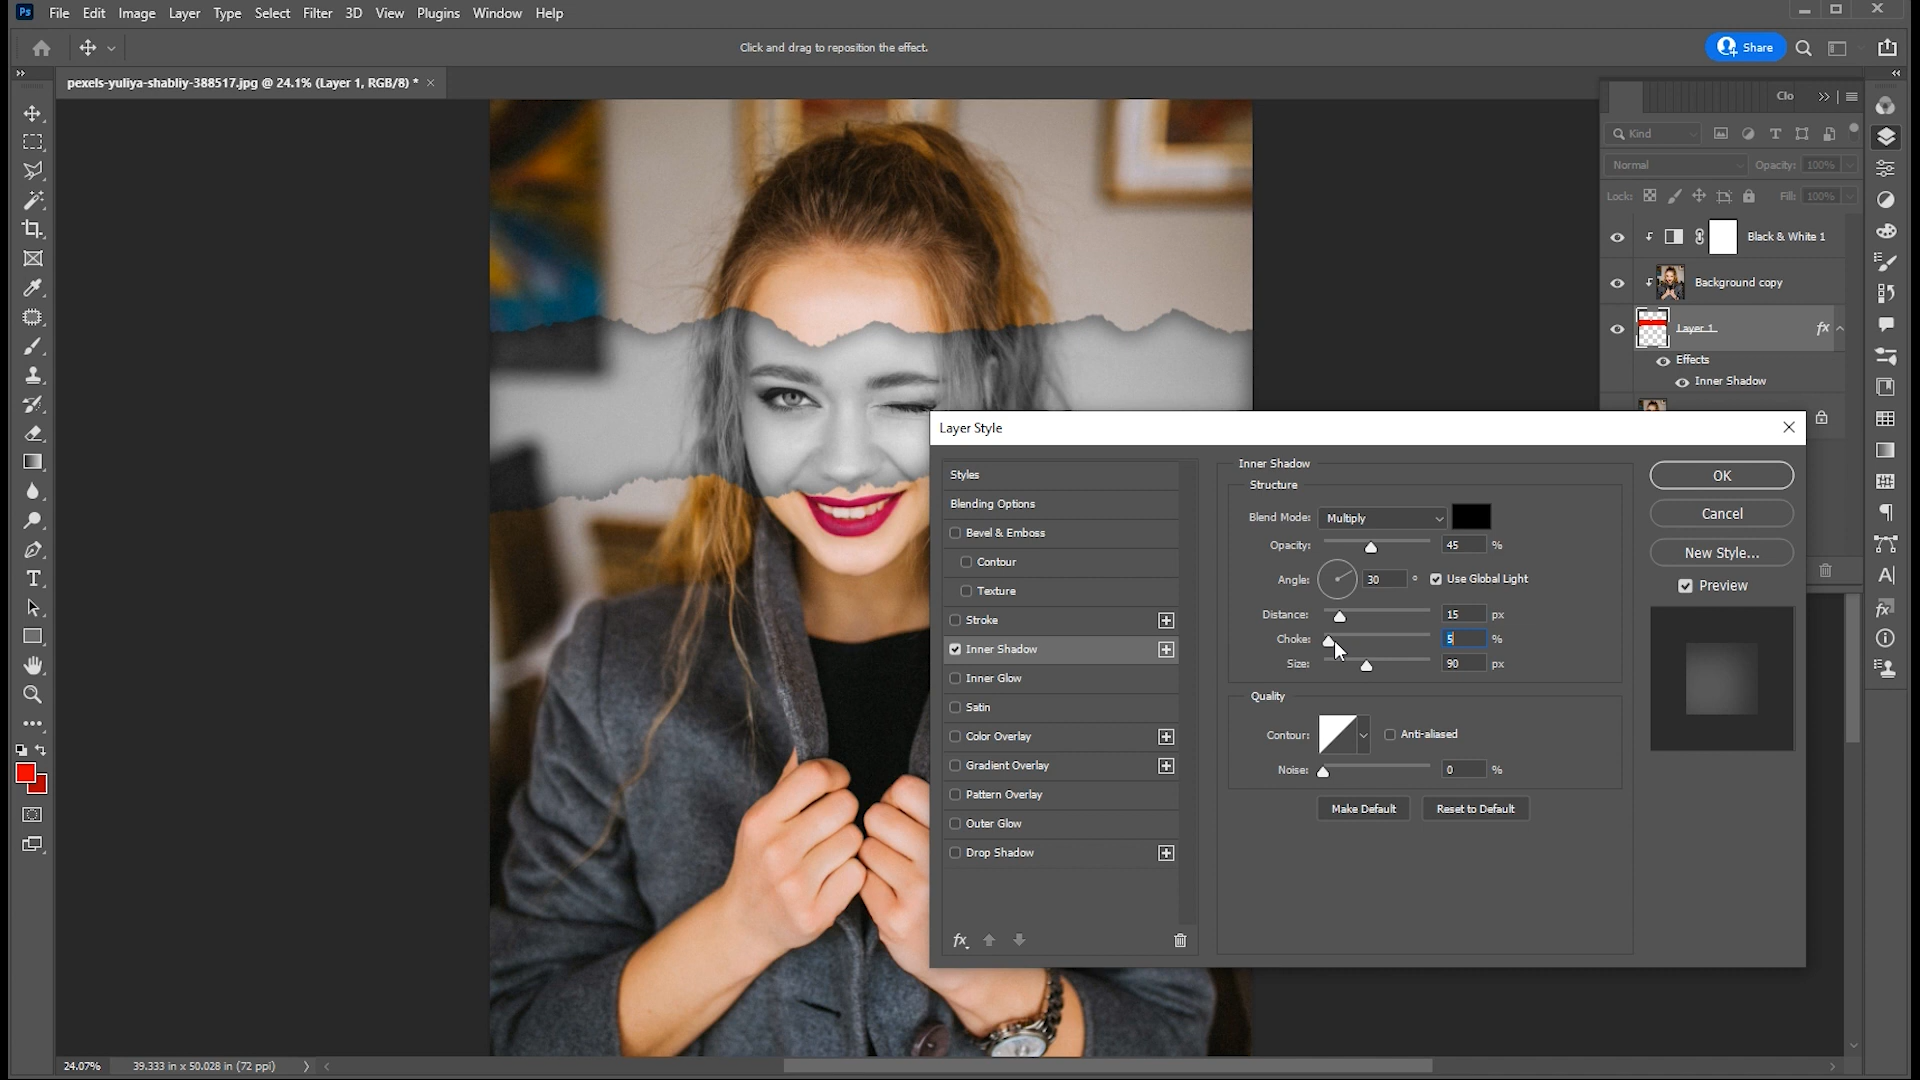 Ps File Edit Image Layer Type Select Filter 3D View Plugins Window Help
Click and drag to reposition the effect.
Share
pexels-yuliya-shabliy-388517.jpg @ 24.1% (Layer 1, RGB/8) *
Clo
Kind
Normal Opacity: 100%
Lock: Fill: 100%
Black & White 1
Background copy
Layer 1 fx
Effects
Inner Shadow
Layer Style
Styles
Blending Options
Bevel & Emboss
Contour
Texture
Stroke
Inner Shadow
Inner Glow
Satin
Color Overlay
Gradient Overlay
Pattern Overlay
Outer Glow
Drop Shadow
fx
Inner Shadow
Structure
Blend Mode: Multiply
Opacity: 45 %
Angle: 30 ° Use Global Light
Distance: 15 px
Choke: 5 %
Size: 90 px
Quality
Contour: Anti-aliased
Noise: 0 %
Make Default Reset to Default
OK
Cancel
New Style...
Preview
24.07% 39.333 in x 50.028 in (72 ppi)